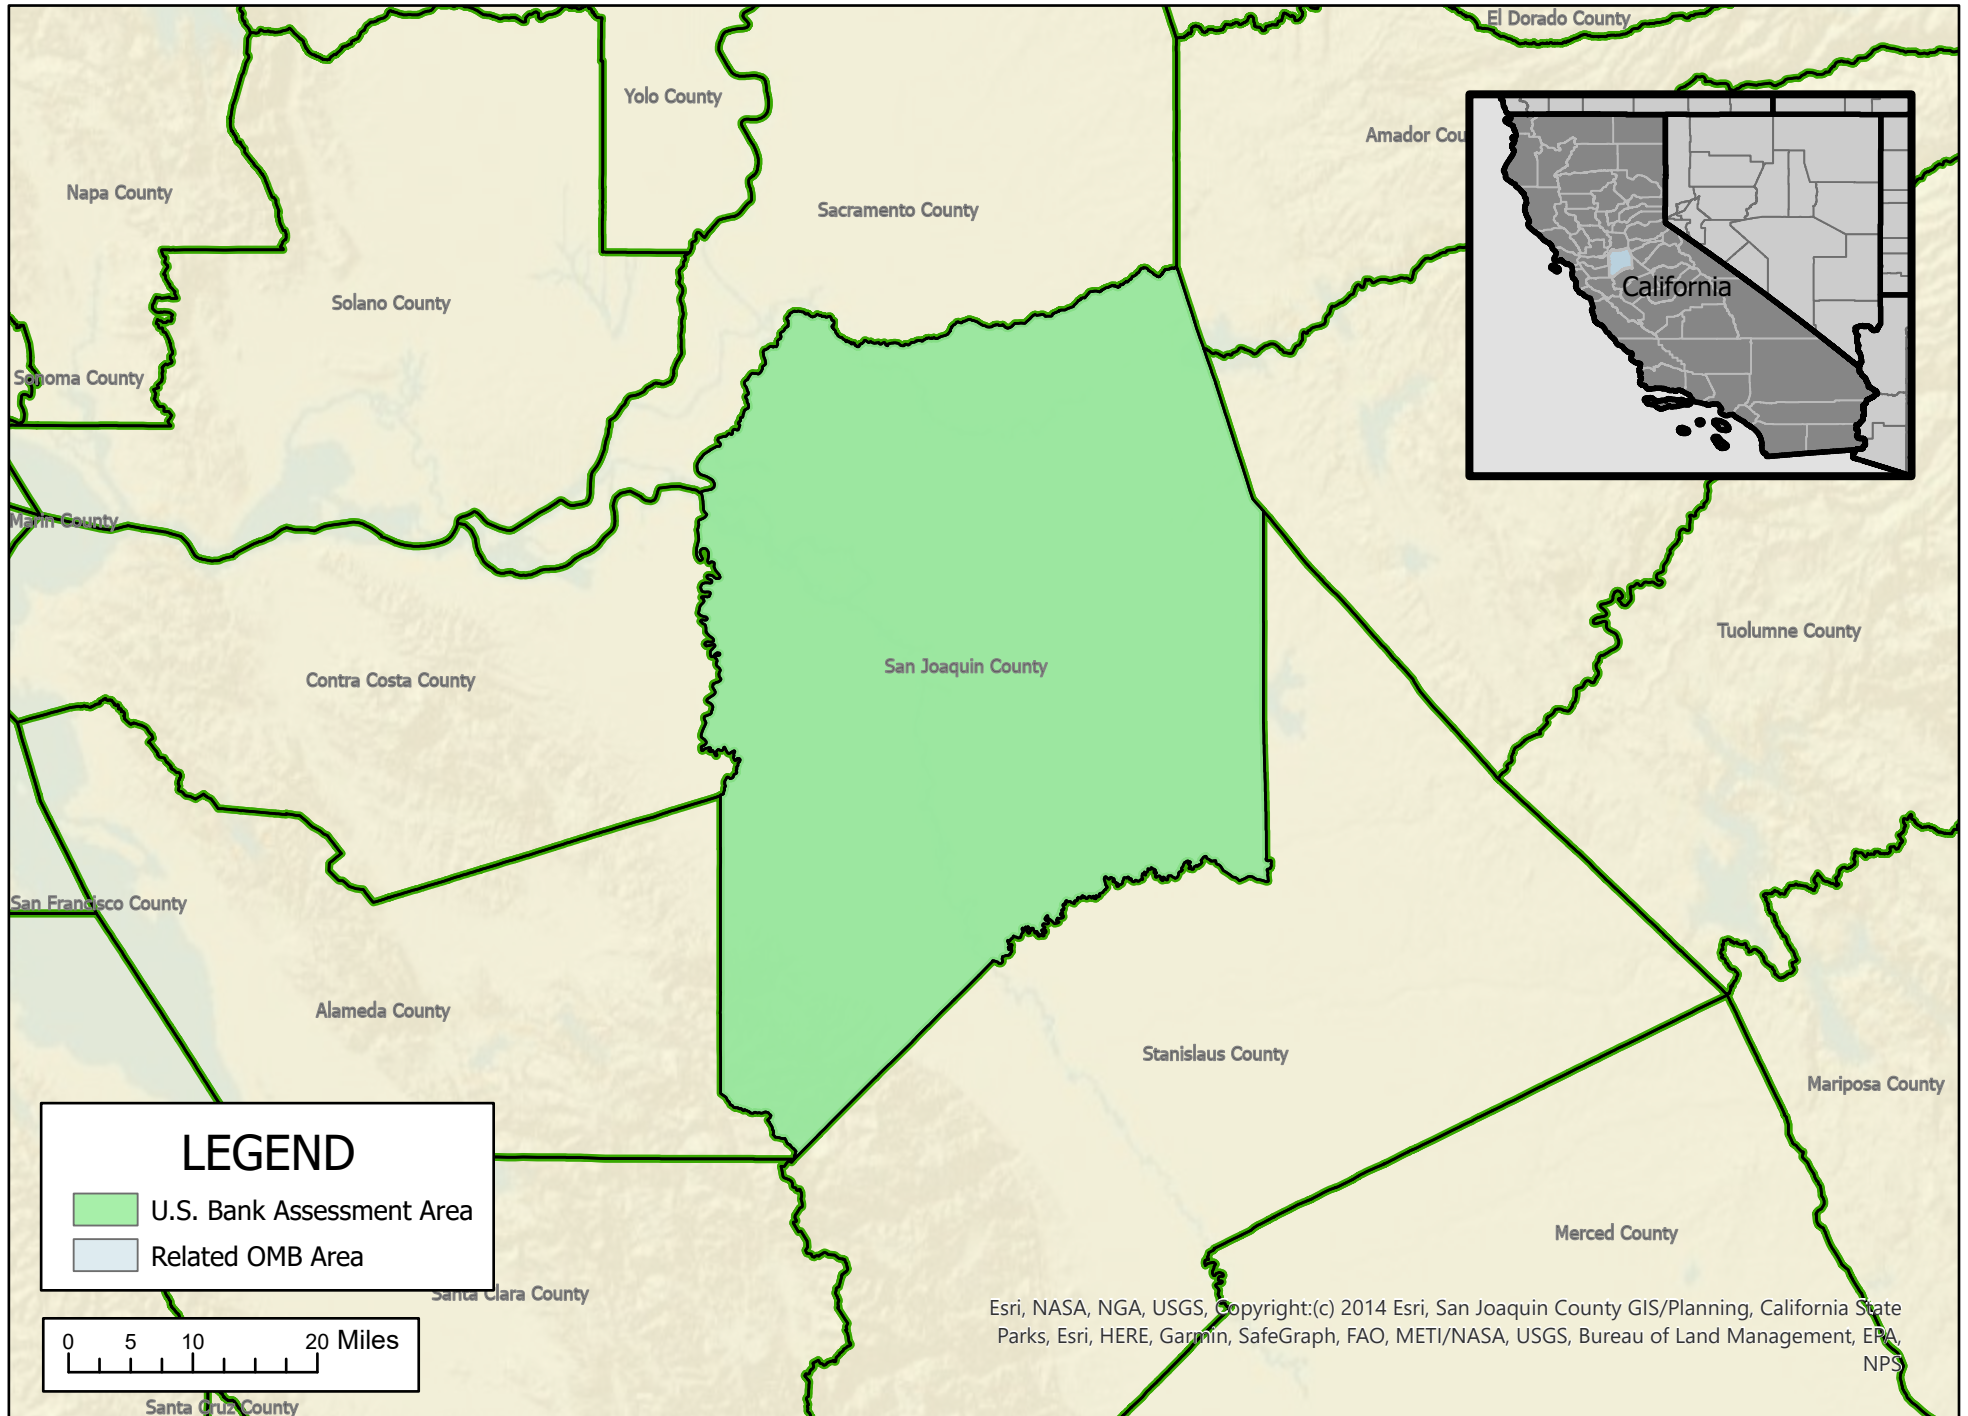 El Dorado County
Yolo County
Amador Cou
Napa County
Sacramento County
California
Solano County
Sonoma County
Marin County
Tuolumne County
San Joaquin County
Contra Costa County
San Francisco County
Alameda County
Stanislaus County
Mariposa County
LEGEND
U.S. Bank Assessment Area
Related OMB Area
Merced County
Santa Clara County
Esri, NASA, NGA, USGS, Copyright:(c) 2014 Esri, San Joaquin County GIS/Planning, California State
Parks, Esri, HERE, Garmin, SafeGraph, FAO, METI/NASA, USGS, Bureau of Land Management, EPA,
NPS
0 5 10 20 Miles
Santa Cruz County